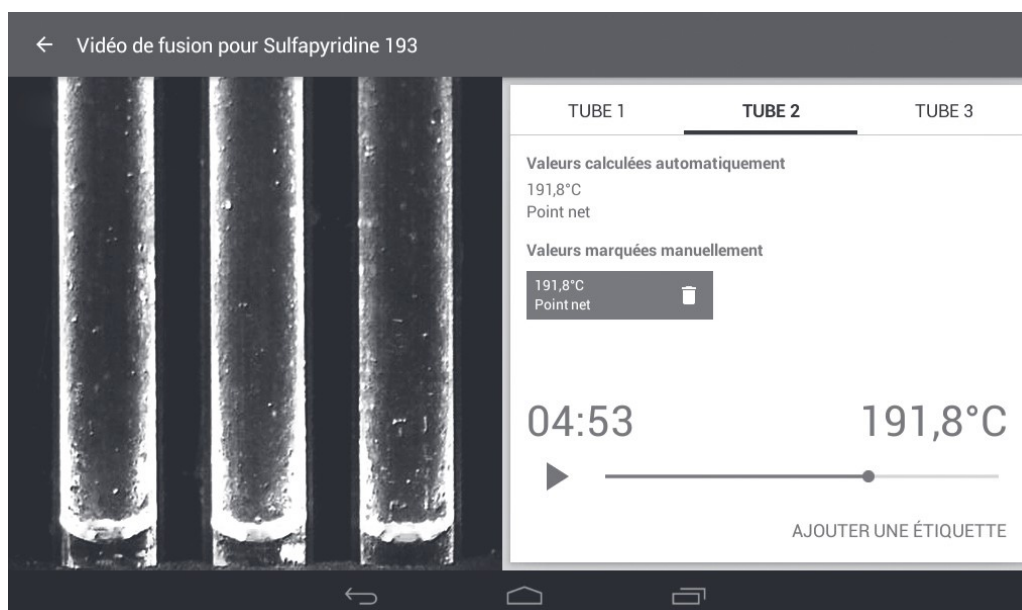 Vidéo de fusion pour Sulfapyridine 193
TUBE 1
TUBE 2
TUBE 3
Valeurs calculées automatiquement
191,8°C
Point net
Valeurs marquées manuellement
191,8°C
Point net
04:53
191,8°C
AJOUTER UNE ÉTIQUETTE